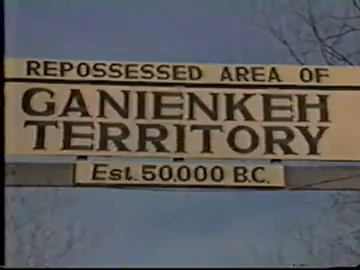 REPOSSESSED AREA OF
GANIENKEH
TERRITORY
Est. 50,000 B.C.